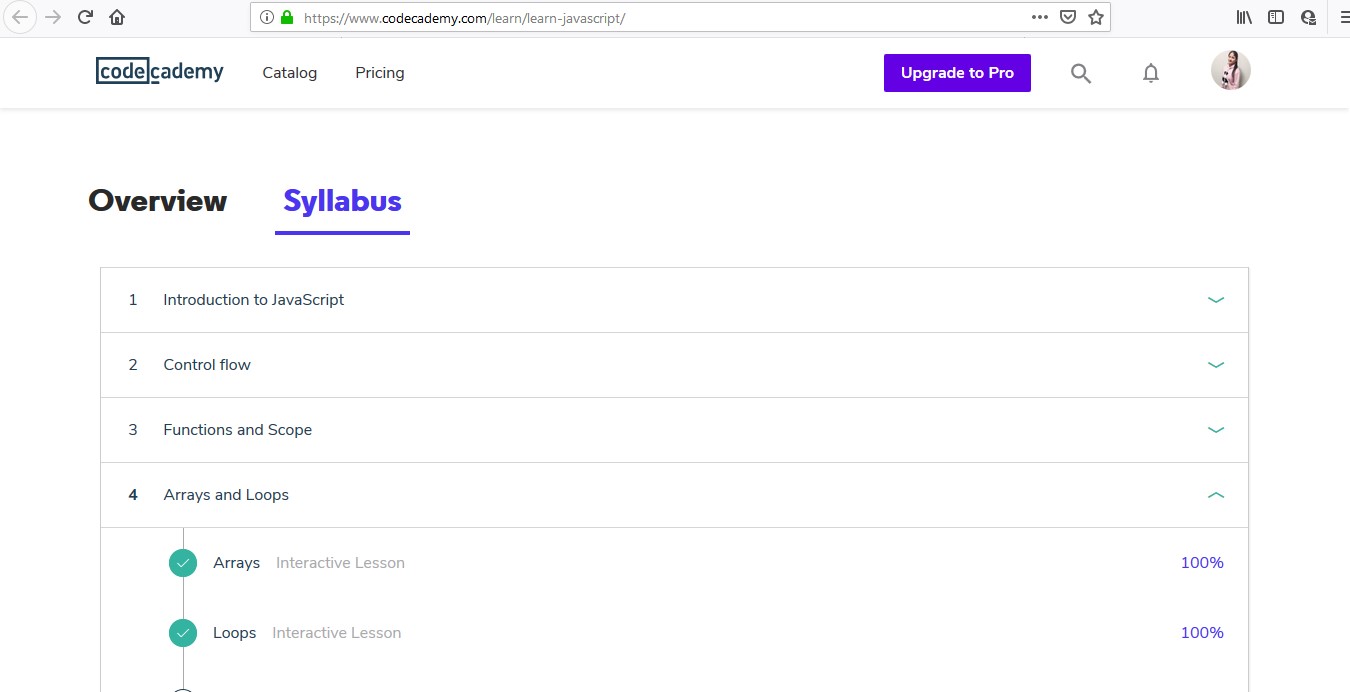 https://www.codecademy.com/learn/learn-javascript/
codecademy Catalog Pricing Upgrade to Pro
Overview Syllabus
1 Introduction to JavaScript
2 Control flow
3 Functions and Scope
4 Arrays and Loops
Arrays Interactive Lesson 100%
Loops Interactive Lesson 100%